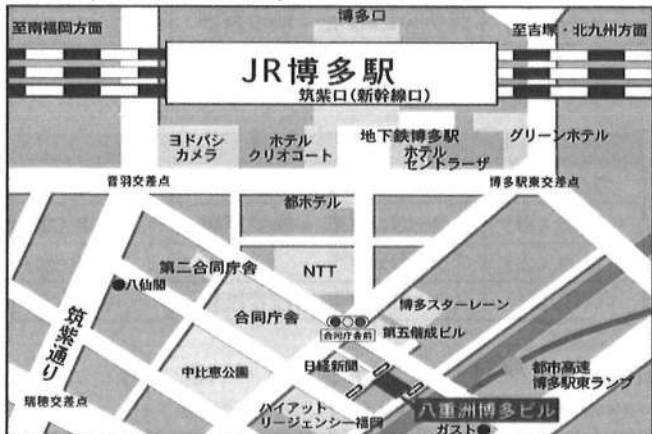 博多口
至南福岡方面
至吉塚・北九州方面
JR博多駅
筑紫口(新幹線口)
ヨドバシ
カメラ
ホテル
クリオコート
地下鉄博多駅
ホテル
セントラーザ
グリーンホテル
音羽交差点
博多駅東交差点
都ホテル
第二合同庁舎
NTT
八仙閣
合同庁舎
博多スターレーン
合同庁舎前
第五偕成ビル
筑紫通り
中比恵公園
日経新聞
都市高速
博多駅東ランプ
瑞穂交差点
ハイアット
リージェンシー福岡
八重洲博多ビル
ガスト